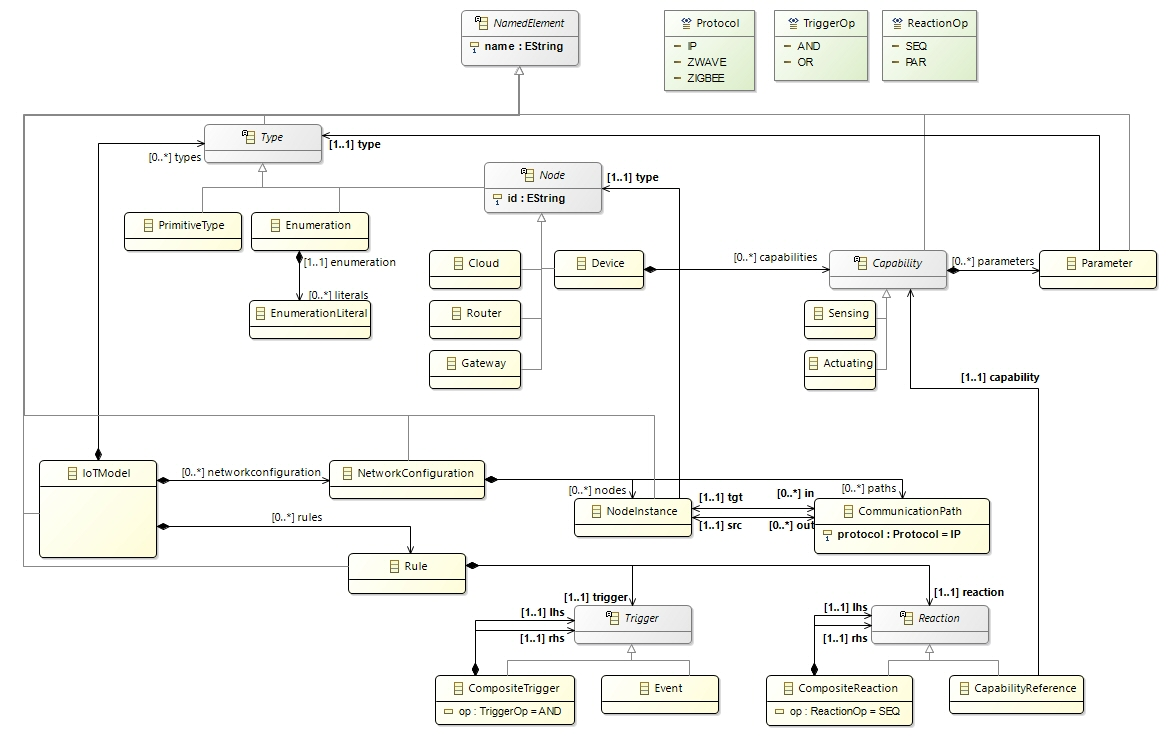 NamedElement
name : EString
Protocol
IP
ZWAVE
ZIGBEE
TriggerOp
AND
OR
ReactionOp
SEQ
PAR
Type
[0..*] types
[1..1] type
Node
id : EString
[1..1] type
PrimitiveType
Enumeration
[1..1] enumeration
[0..*] literals
EnumerationLiteral
Cloud
Device
[0..*] capabilities
Capability
[0..*] parameters
Parameter
Router
Sensing
Gateway
Actuating
[1..1] capability
IoTModel
[0..*] networkconfiguration
NetworkConfiguration
[0..*] nodes
[0..*] paths
NodeInstance
[1..1] tgt
[0..*] in
[1..1] src
[0..*] out
CommunicationPath
protocol : Protocol = IP
[0..*] rules
Rule
[1..1] trigger
[1..1] reaction
[1..1] lhs
[1..1] rhs
Trigger
[1..1] lhs
[1..1] rhs
Reaction
CompositeTrigger
op : TriggerOp = AND
Event
CompositeReaction
op : ReactionOp = SEQ
CapabilityReference